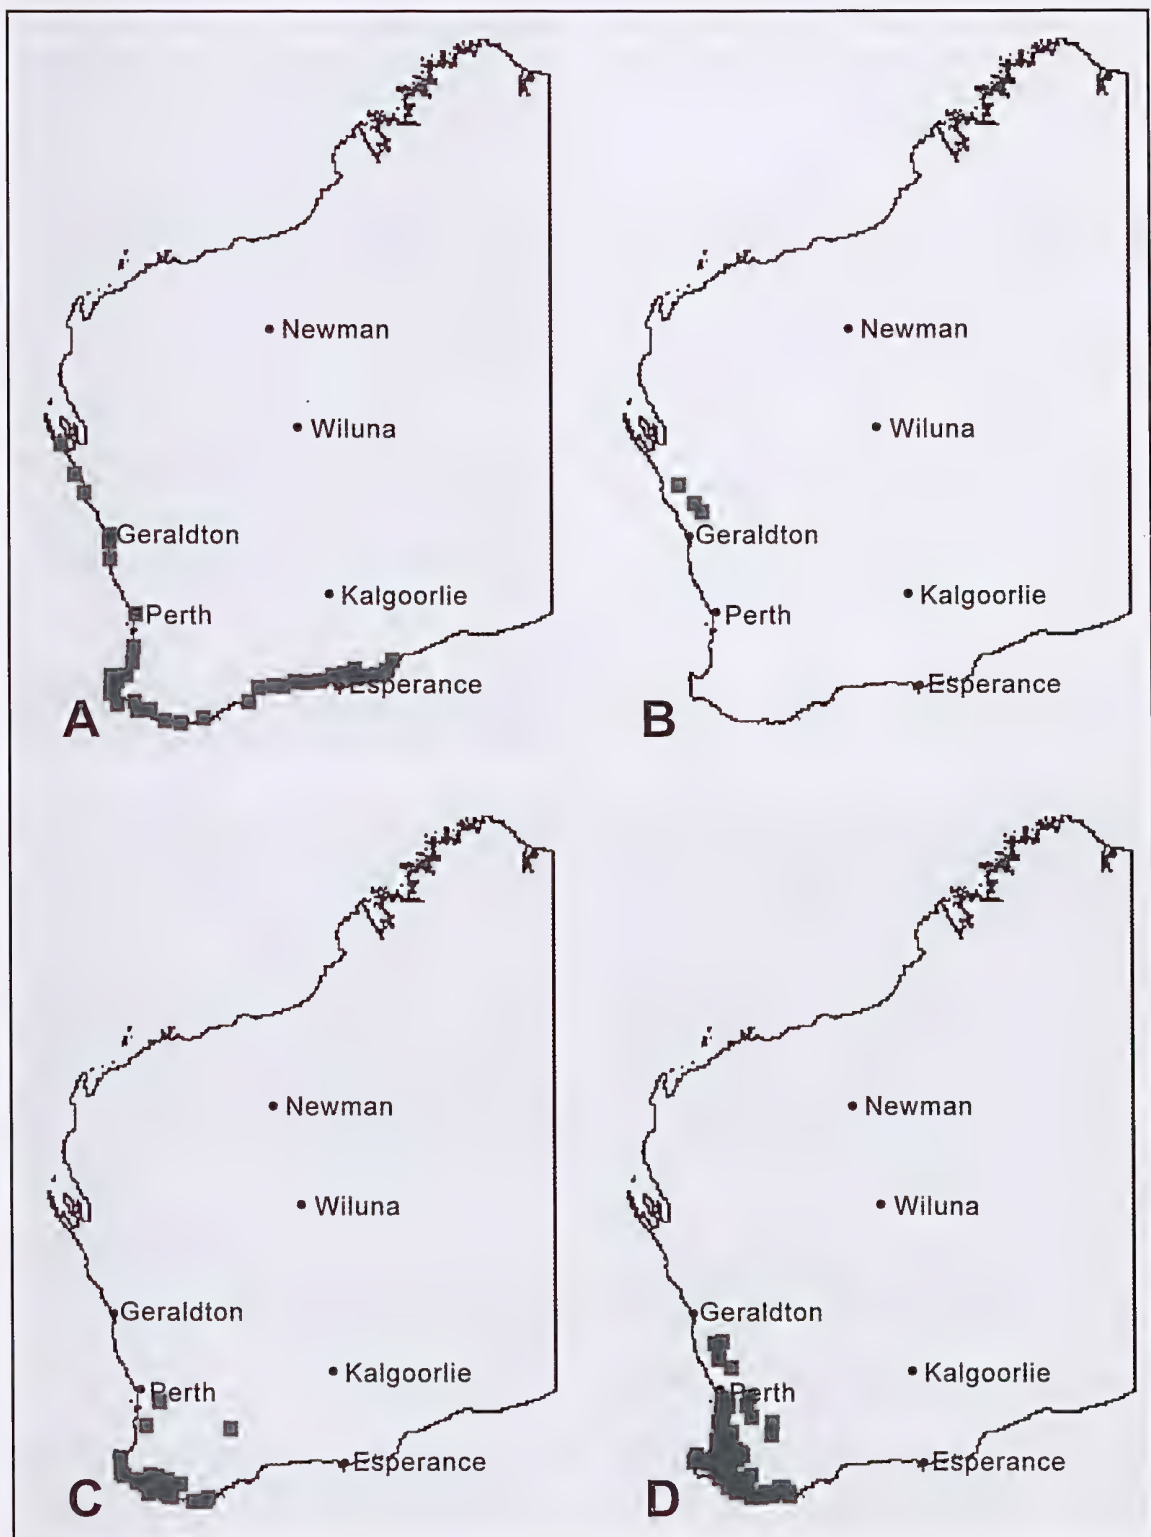 Newman
Wiluna
Geraldton
Kalgoorlie
Perth
Esperance
A
Newman
Wiluna
Geraldton
Kalgoorlie
Perth
Esperance
B
Newman
Wiluna
Geraldton
Kalgoorlie
Perth
Esperance
C
Newman
Wiluna
Geraldton
Kalgoorlie
Perth
Esperance
D